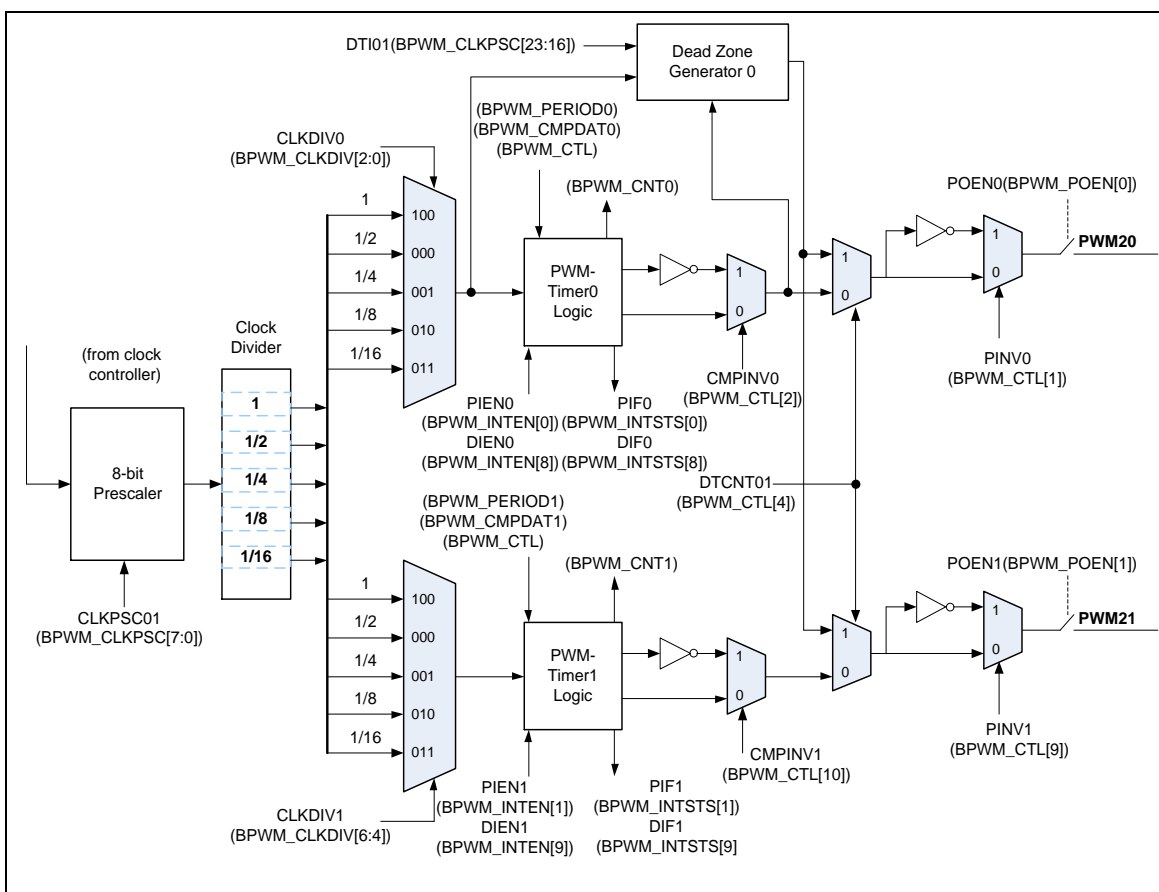 DTI01(BPWM_CLKPSC[23:16])
Dead Zone
Generator 0
(BPWM_PERIOD0)
(BPWM_CMPDAT0)
(BPWM_CTL)
CLKDIV0
(BPWM_CLKDIV[2:0])
(BPWM_CNT0)
POEN0(BPWM_POEN[0])
1
100
1/2
000
1/4
001
1/8
010
1/16
011
PWM-
Timer0
Logic
1
0
1
0
1
0
PWM20
Clock
Divider
(from clock
controller)
1
1/2
1/4
1/8
1/16
8-bit
Prescaler
CLKPSC01
(BPWM_CLKPSC[7:0])
PIEN0
(BPWM_INTEN[0])
DIEN0
(BPWM_INTEN[8])
PIF0
(BPWM_INTSTS[0])
DIF0
(BPWM_INTSTS[8])
CMPINV0
(BPWM_CTL[2])
PINV0
(BPWM_CTL[1])
DTCNT01
(BPWM_CTL[4])
(BPWM_PERIOD1)
(BPWM_CMPDAT1)
(BPWM_CTL)
(BPWM_CNT1)
POEN1(BPWM_POEN[1])
1
100
1/2
000
1/4
001
1/8
010
1/16
011
PWM-
Timer1
Logic
1
0
1
0
1
0
PWM21
CLKDIV1
(BPWM_CLKDIV[6:4])
PIEN1
(BPWM_INTEN[1])
DIEN1
(BPWM_INTEN[9])
PIF1
(BPWM_INTSTS[1])
DIF1
(BPWM_INTSTS[9]
CMPINV1
(BPWM_CTL[10])
PINV1
(BPWM_CTL[9])